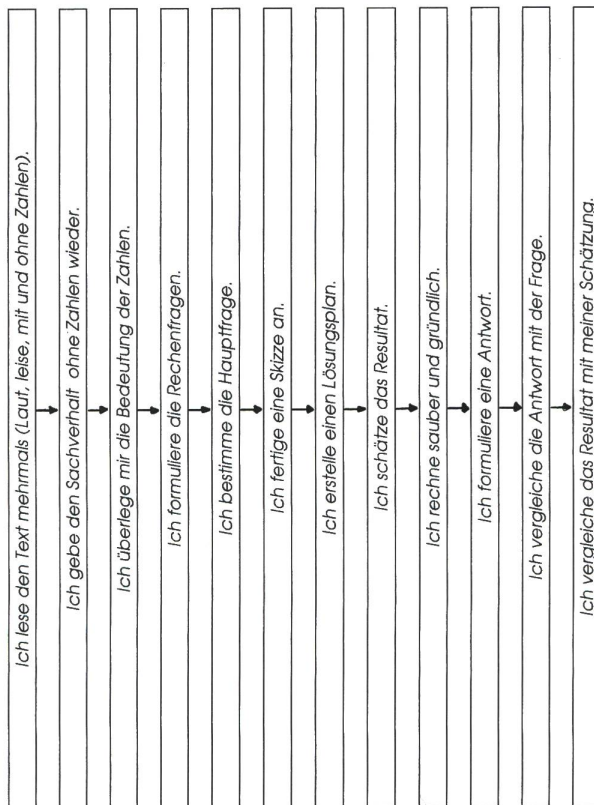 Ich lese den Text mehrmals (Laut, leise, mit und ohne Zahlen).
Ich gebe den Sachverhalt ohne Zahlen wieder.
Ich überlege mir die Bedeutung der Zahlen.
Ich formuliere die Rechenfragen.
Ich bestimme die Hauptfrage.
Ich fertige eine Skizze an.
Ich erstelle einen Lösungsplan.
Ich schätze das Resultat.
Ich rechne sauber und gründlich.
Ich formuliere eine Antwort.
Ich vergleiche die Antwort mit der Frage.
Ich vergleiche das Resultat mit meiner Schätzung.